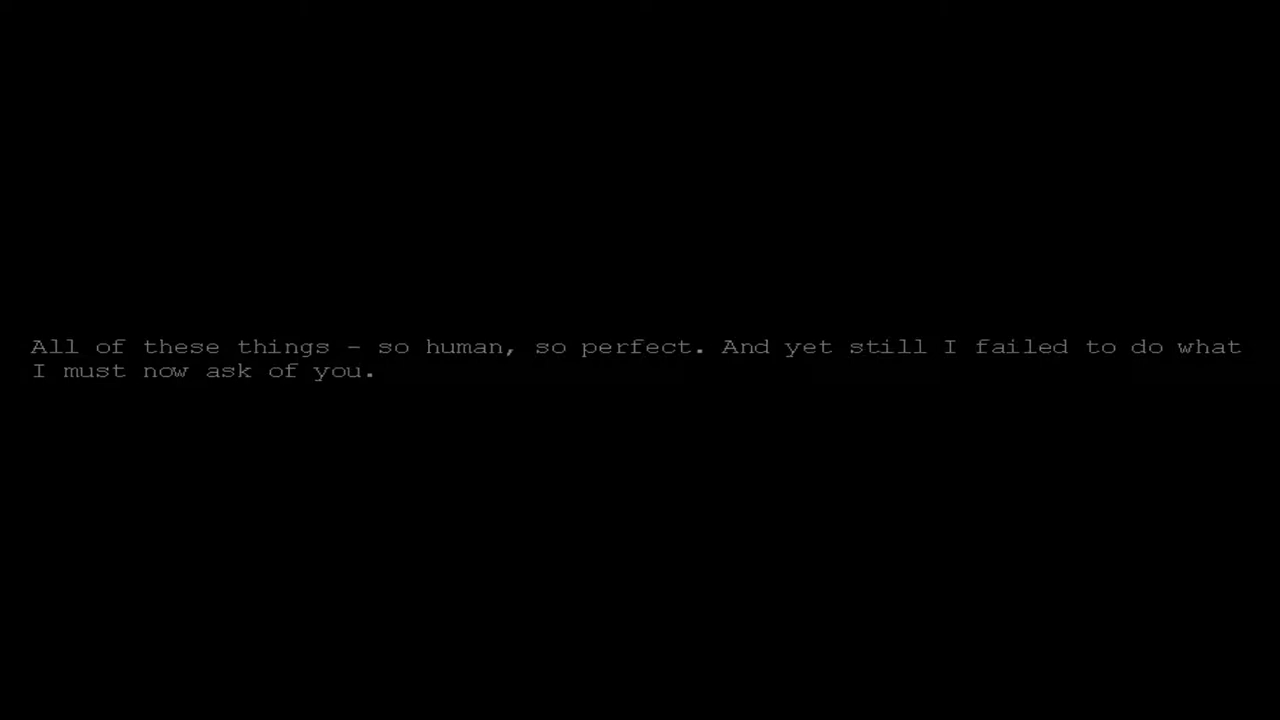 All of these things - so human, so perfect. And yet still I failed to do what
I must now ask of you.